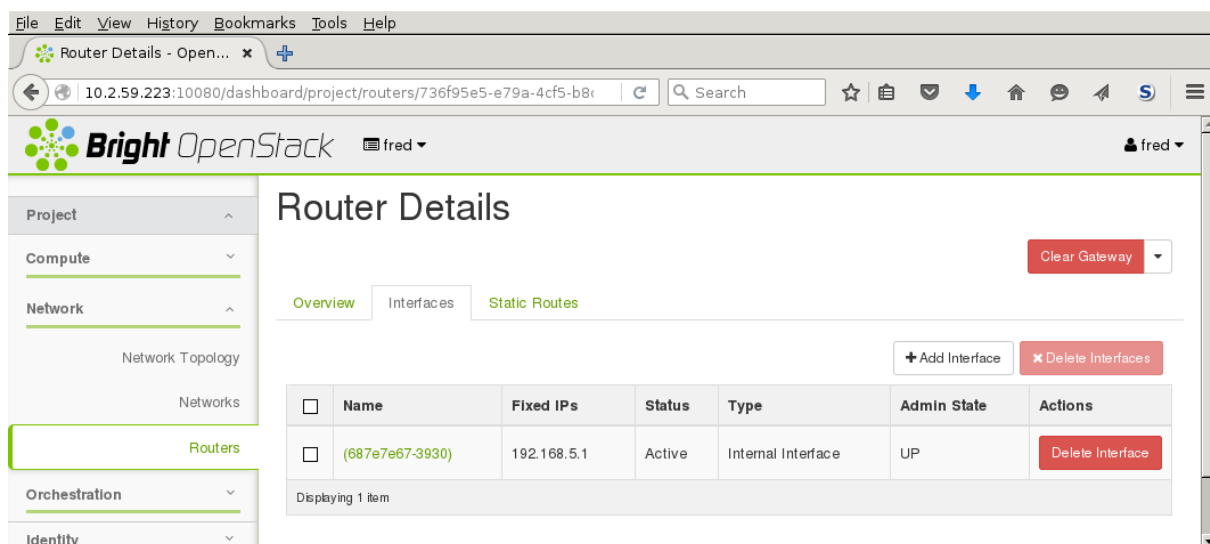 File Edit View History Bookmarks Tools Help
Router Details - Open...
10.2.59.223:10080/dashboard/project/routers/736f95e5-e79a-4cf5-b8 Search
Bright OpenStack fred fred
Project
Compute
Network
Network Topology
Networks
Routers
Orchestration
Identity
Router Details
Clear Gateway
Overview Interfaces Static Routes
Add Interface Delete Interfaces
Name Fixed IPs Status Type Admin State Actions
(687e7e67-3930) 192.168.5.1 Active Internal Interface UP Delete Interface
Displaying 1 item